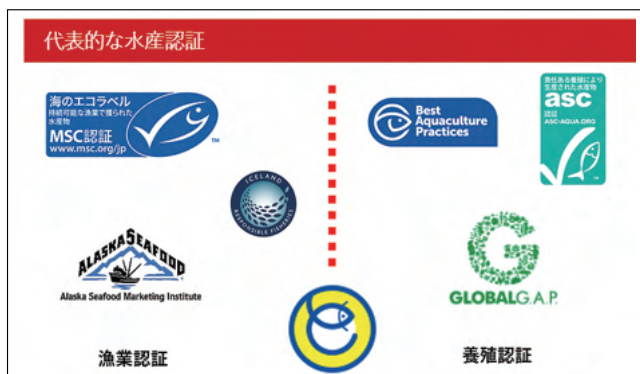 代表的な水産認証
海のエコラベル
持続可能な漁業で獲られた
水産物
MSC認証
www.msc.org/jp
TM
Best
Aquaculture
Practices
責任ある養殖により
生産された水産物
asc
認証
ASC-AQUA.ORG
TM
ICELAND
RESPONSIBLE FISHERIES
ALASKA SEAFOOD
Alaska Seafood Marketing Institute
GLOBALG.A.P.
漁業認証
養殖認証